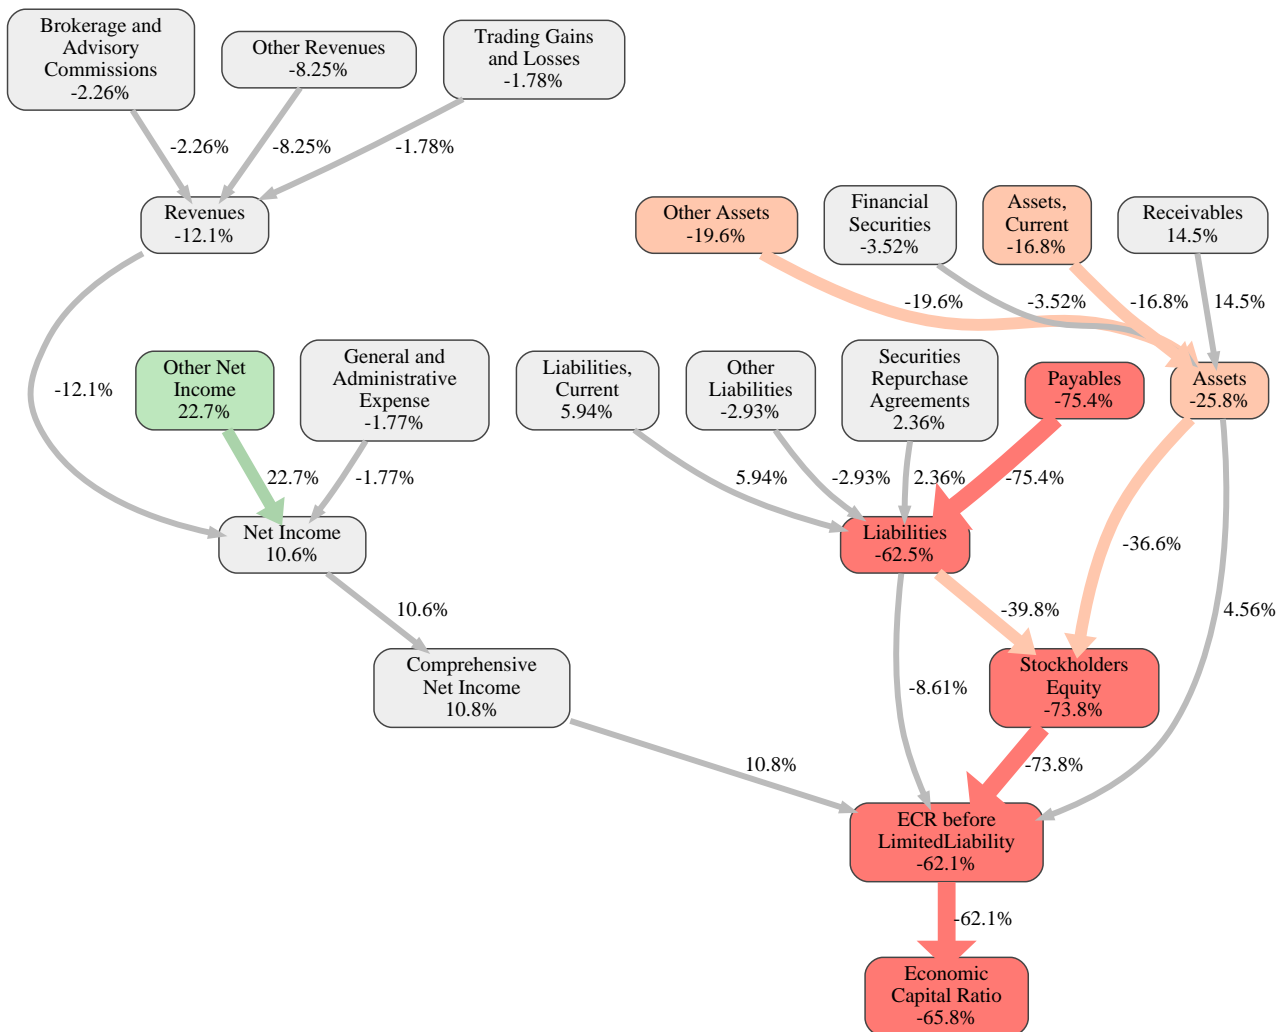 Brokerage and
Advisory
Commissions
-2.26%
Other Revenues
-8.25%
Trading Gains
and Losses
-1.78%
-2.26%
-8.25%
-1.78%
Revenues
-12.1%
Other Assets
-19.6%
Financial
Securities
-3.52%
Assets,
Current
-16.8%
Receivables
14.5%
-19.6%
-3.52%
-16.8%
14.5%
-12.1%
Other Net
Income
22.7%
General and
Administrative
Expense
-1.77%
Liabilities,
Current
5.94%
Other
Liabilities
-2.93%
Securities
Repurchase
Agreements
2.36%
Payables
-75.4%
Assets
-25.8%
22.7%
-1.77%
5.94%
-2.93%
2.36%
-75.4%
Net Income
10.6%
Liabilities
-62.5%
-36.6%
10.6%
-39.8%
4.56%
Comprehensive
Net Income
10.8%
-8.61%
Stockholders
Equity
-73.8%
10.8%
-73.8%
ECR before
LimitedLiability
-62.1%
-62.1%
Economic
Capital Ratio
-65.8%